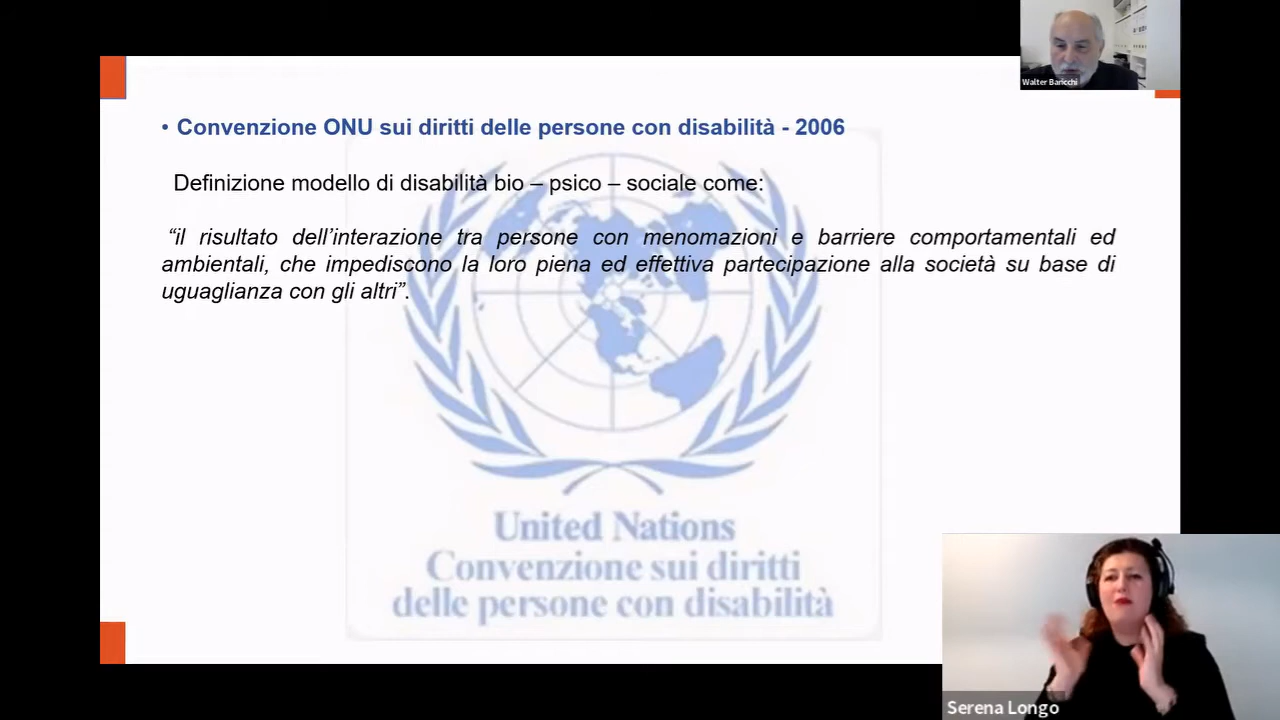 Walter Baricchi
• Convenzione ONU sui diritti delle persone con disabilità - 2006
Definizione modello di disabilità bio – psico – sociale come:
“il risultato dell’interazione tra persone con menomazioni e barriere comportamentali ed
ambientali, che impediscono la loro piena ed effettiva partecipazione alla società su base di
uguaglianza con gli altri”.
United Nations
Convenzione sui diritti
delle persone con disabilità
Serena Longo